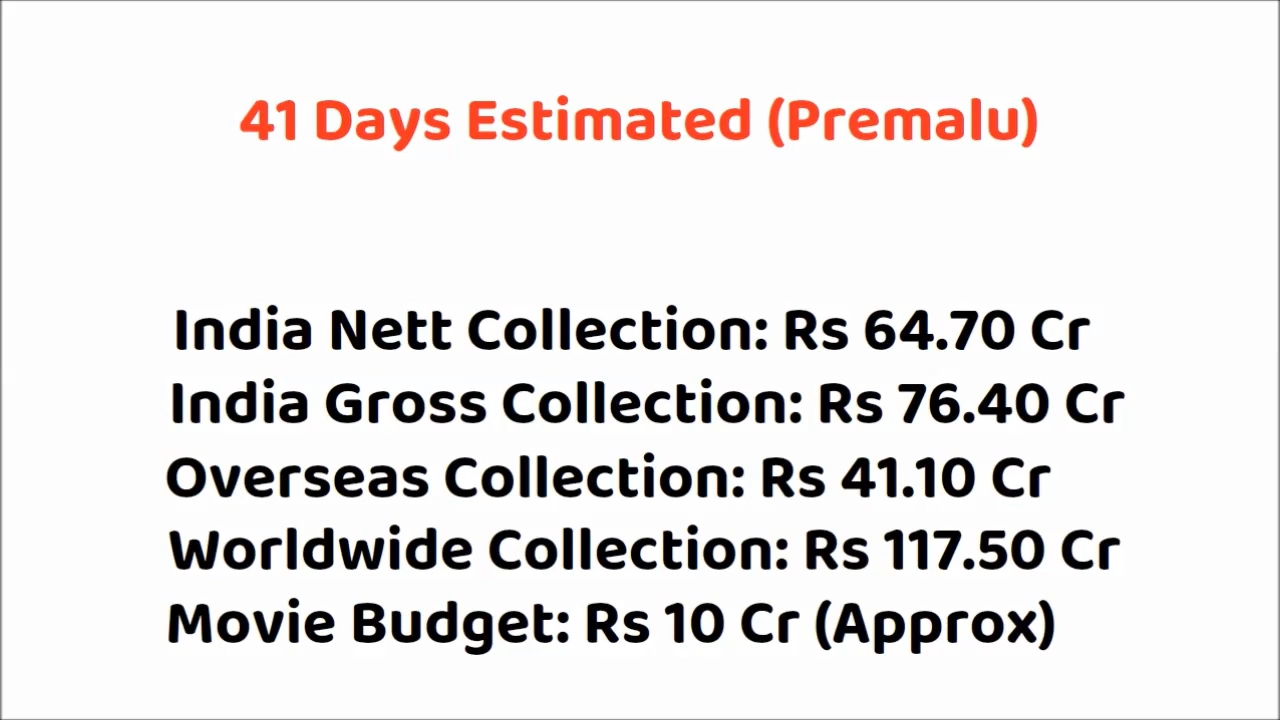 41 Days Estimated (Premalu)
India Nett Collection: Rs 64.70 Cr
India Gross Collection: Rs 76.40 Cr
Overseas Collection: Rs 41.10 Cr
Worldwide Collection: Rs 117.50 Cr
Movie Budget: Rs 10 Cr (Approx)